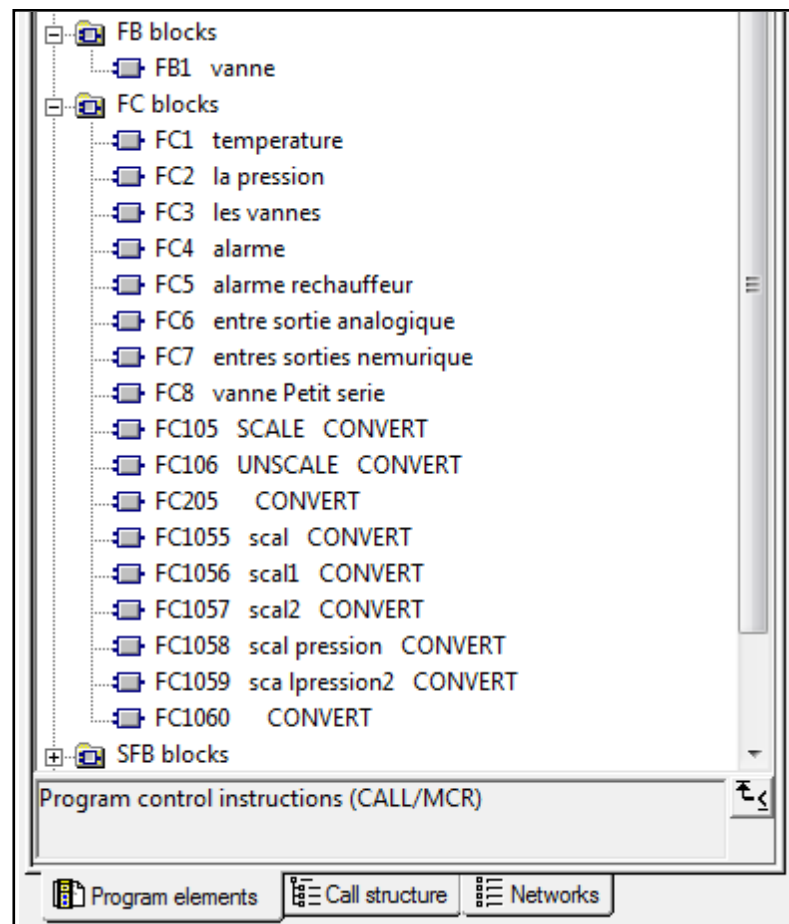 FB blocks
FB1 vanne
FC blocks
FC1 temperature
FC2 la pression
FC3 les vannes
FC4 alarme
FC5 alarme rechauffeur
FC6 entre sortie analogique
FC7 entres sorties nemurique
FC8 vanne Petit serie
FC105 SCALE CONVERT
FC106 UNSCALE CONVERT
FC205 CONVERT
FC1055 scal CONVERT
FC1056 scal1 CONVERT
FC1057 scal2 CONVERT
FC1058 scal pression CONVERT
FC1059 sca lpression2 CONVERT
FC1060 CONVERT
SFB blocks
Program control instructions (CALL/MCR)
Program elements Call structure Networks